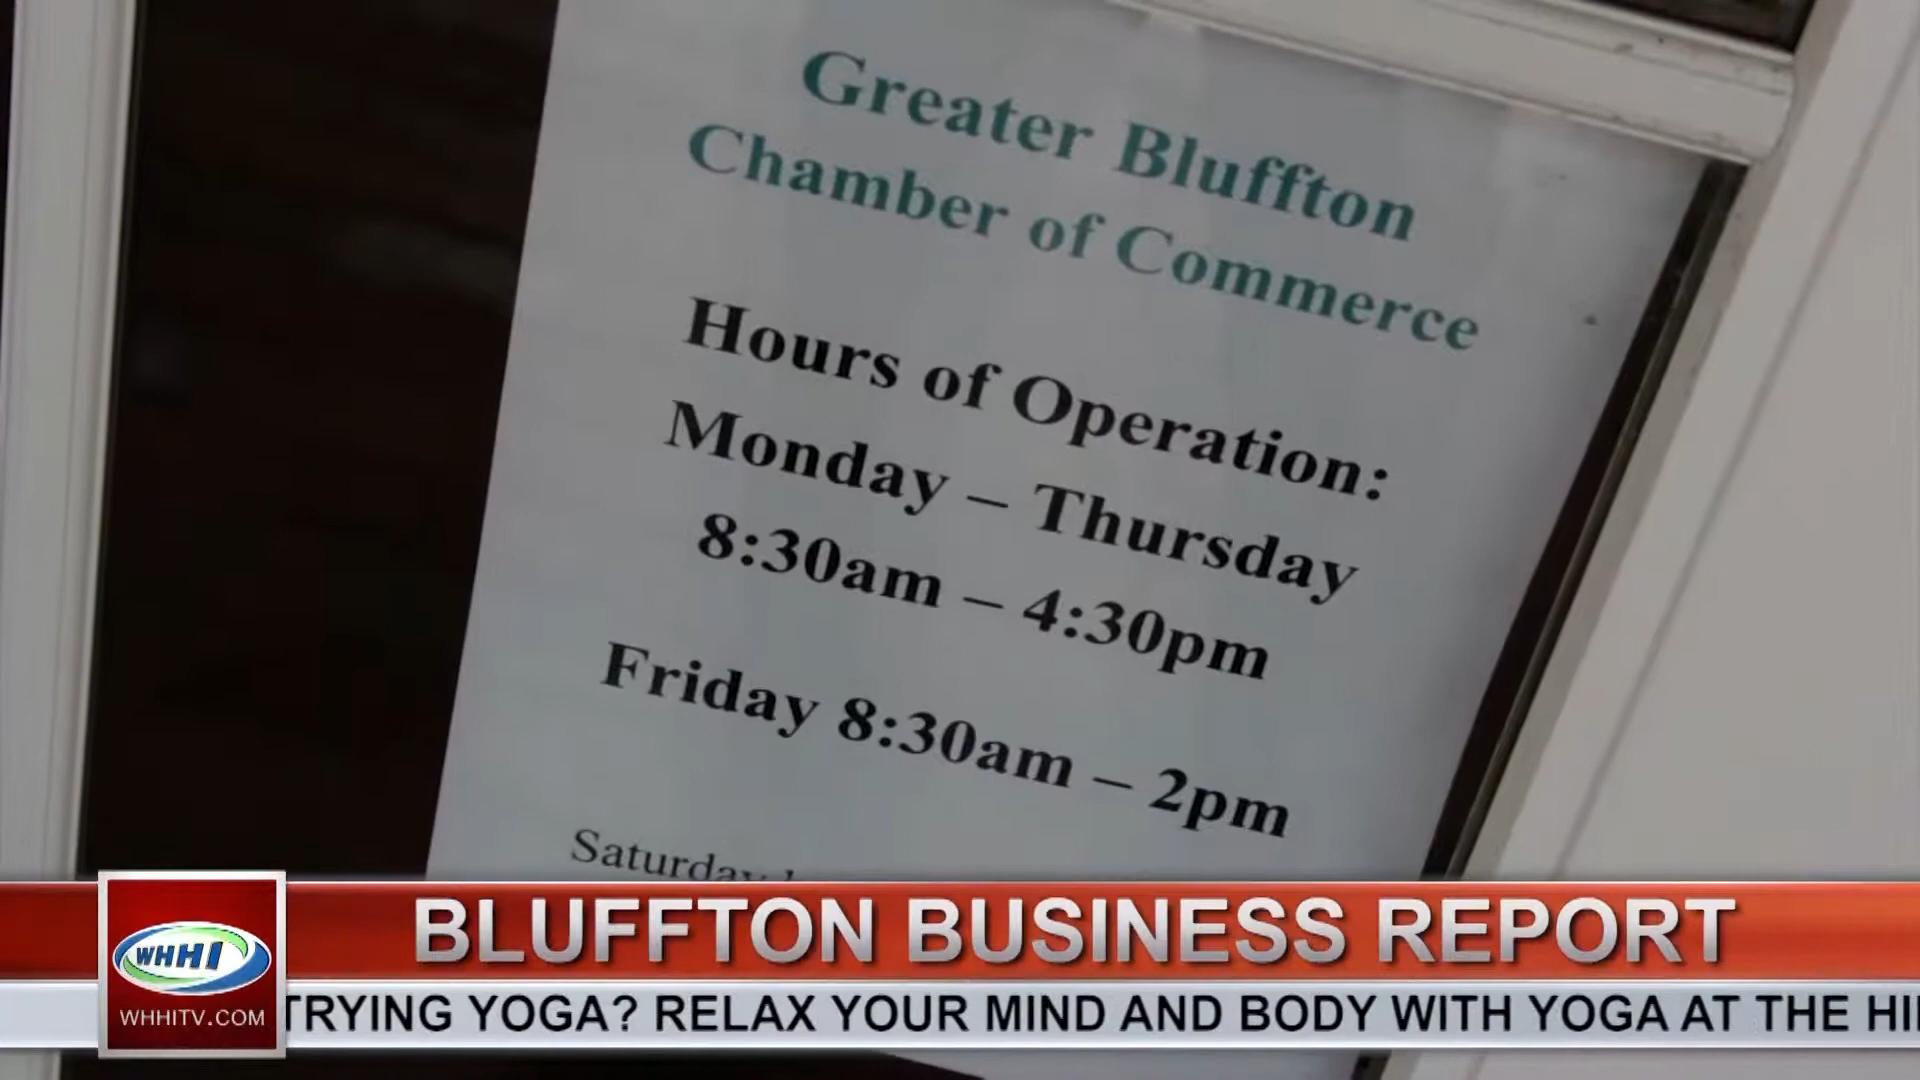 Greater Bluffton
Chamber of Commerce
Hours of Operation:
Monday – Thursday
8:30am – 4:30pm
Friday 8:30am – 2pm
Saturday
BLUFFTON BUSINESS REPORT
WHHI
WHHITV.COM
TRYING YOGA? RELAX YOUR MIND AND BODY WITH YOGA AT THE